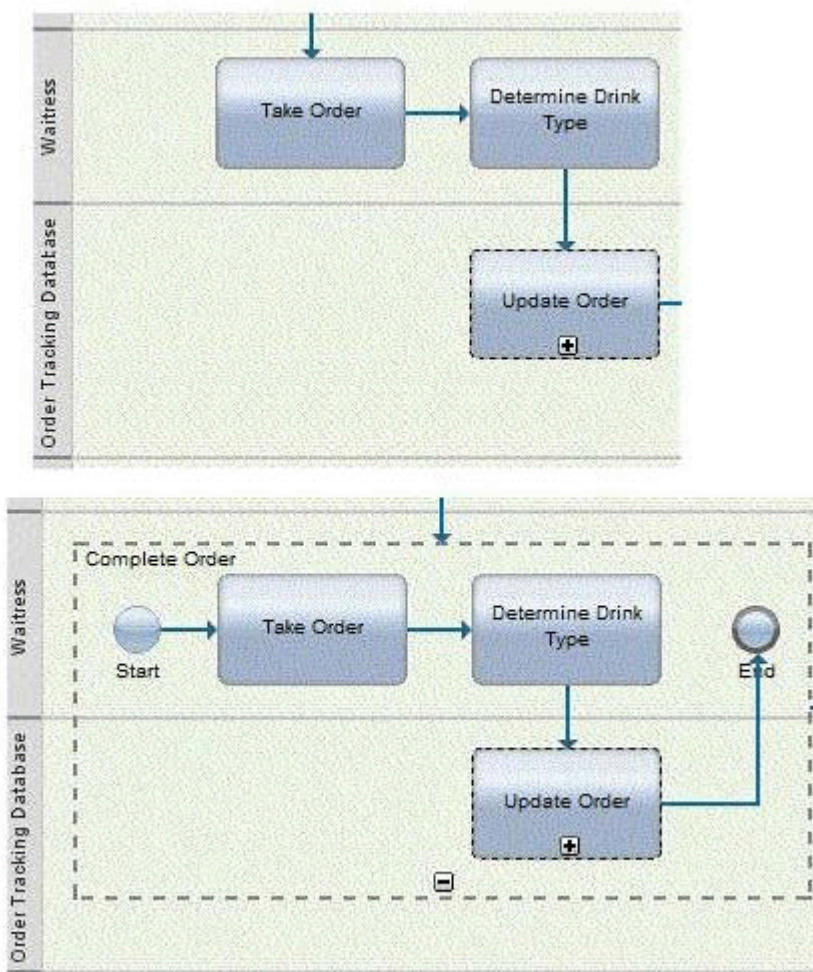 Waitress
Take Order
Determine Drink
Type
Order Tracking Database
Update Order
Waitress
Complete Order
Start
Take Order
Determine Drink
Type
End
Order Tracking Database
Update Order